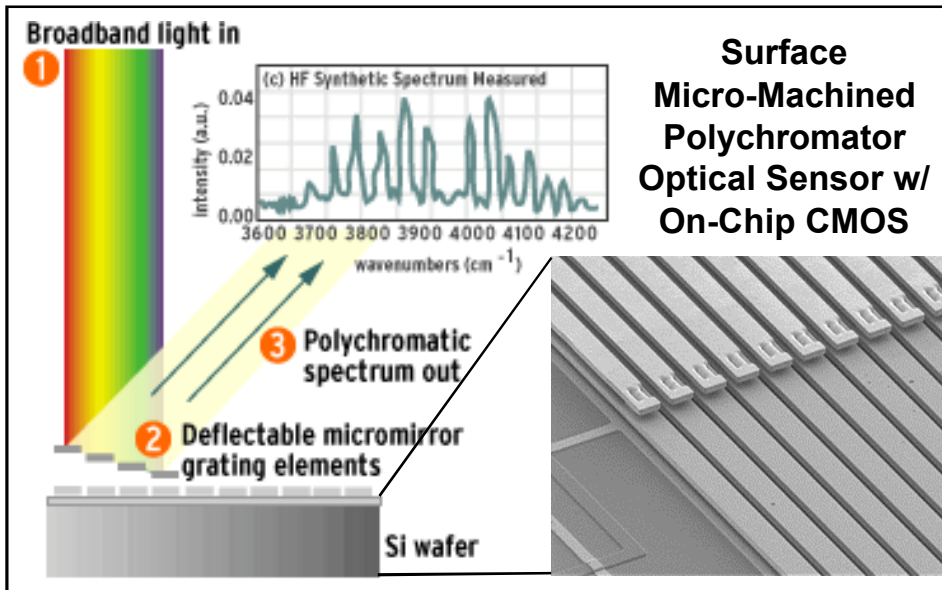 Broadband light in
1
(c) HF Synthetic Spectrum Measured
Intensity (a.u.)
0.04
0.02
0.00
3600 3700 3800 3900 4000 4100 4200
wavenumbers (cm -1)
Surface
Micro-Machined
Polychromator
Optical Sensor w/
On-Chip CMOS
3 Polychromatic
spectrum out
2 Deflectable micromirror
grating elements
Si wafer